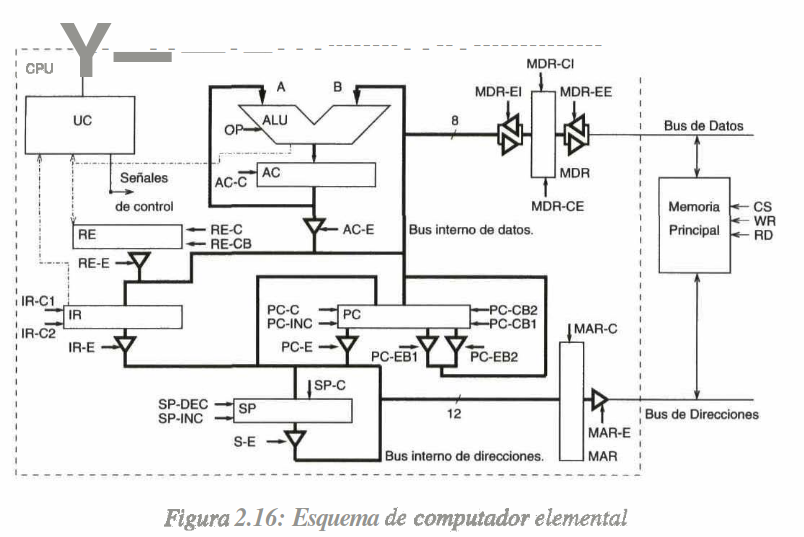 Y—
CPU
UC
Señales
de control
A
B
ALU
OP
AC
AC-C
AC-E
MDR-CI
MDR-EI
MDR-EE
8
MDR
MDR-CE
Bus de Datos
Memoria
Principal
CS
WR
RD
Bus interno de datos.
RE
RE-C
RE-CB
RE-E
IR-C1
IR
IR-C2
IR-E
PC-C
PC-INC
PC
PC-CB2
PC-CB1
PC-E
PC-EB1
PC-EB2
MAR-C
SP-C
SP-DEC
SP-INC
SP
S-E
12
MAR-E
MAR
Bus de Direcciones
Bus interno de direcciones.
Figura 2.16: Esquema de computador elemental